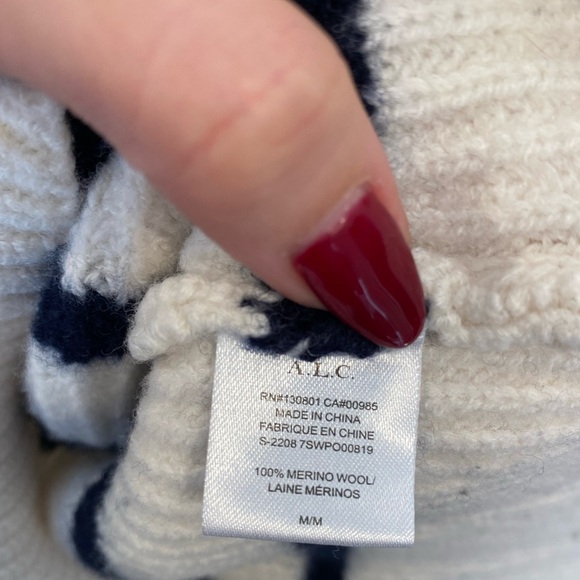 A.L.C.
RN#130801 CA#00985
MADE IN CHINA
FABRIQUE EN CHINE
S-2208 7SWPO00819
100% MERINO WOOL/
LAINE MÉRINOS
M/M